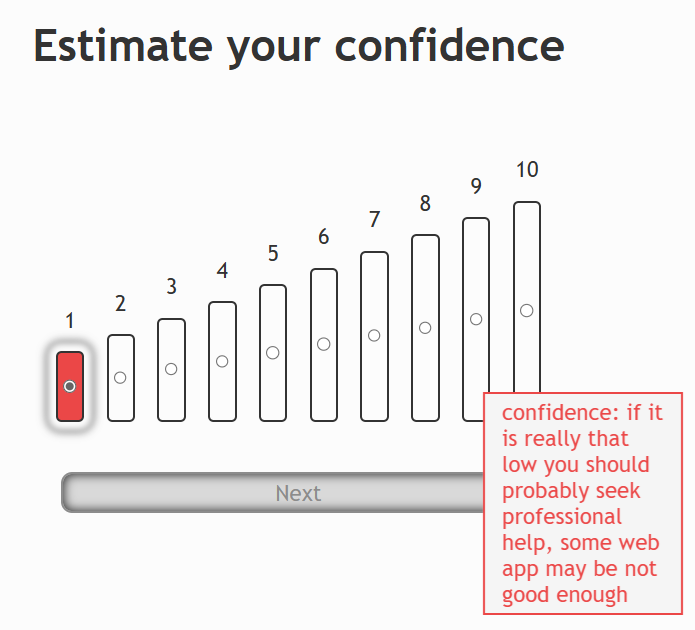 Estimate your confidence
1
2
3
4
5
6
7
8
9
10
Next
confidence: if it
is really that
low you should
probably seek
professional
help, some web
app may be not
good enough